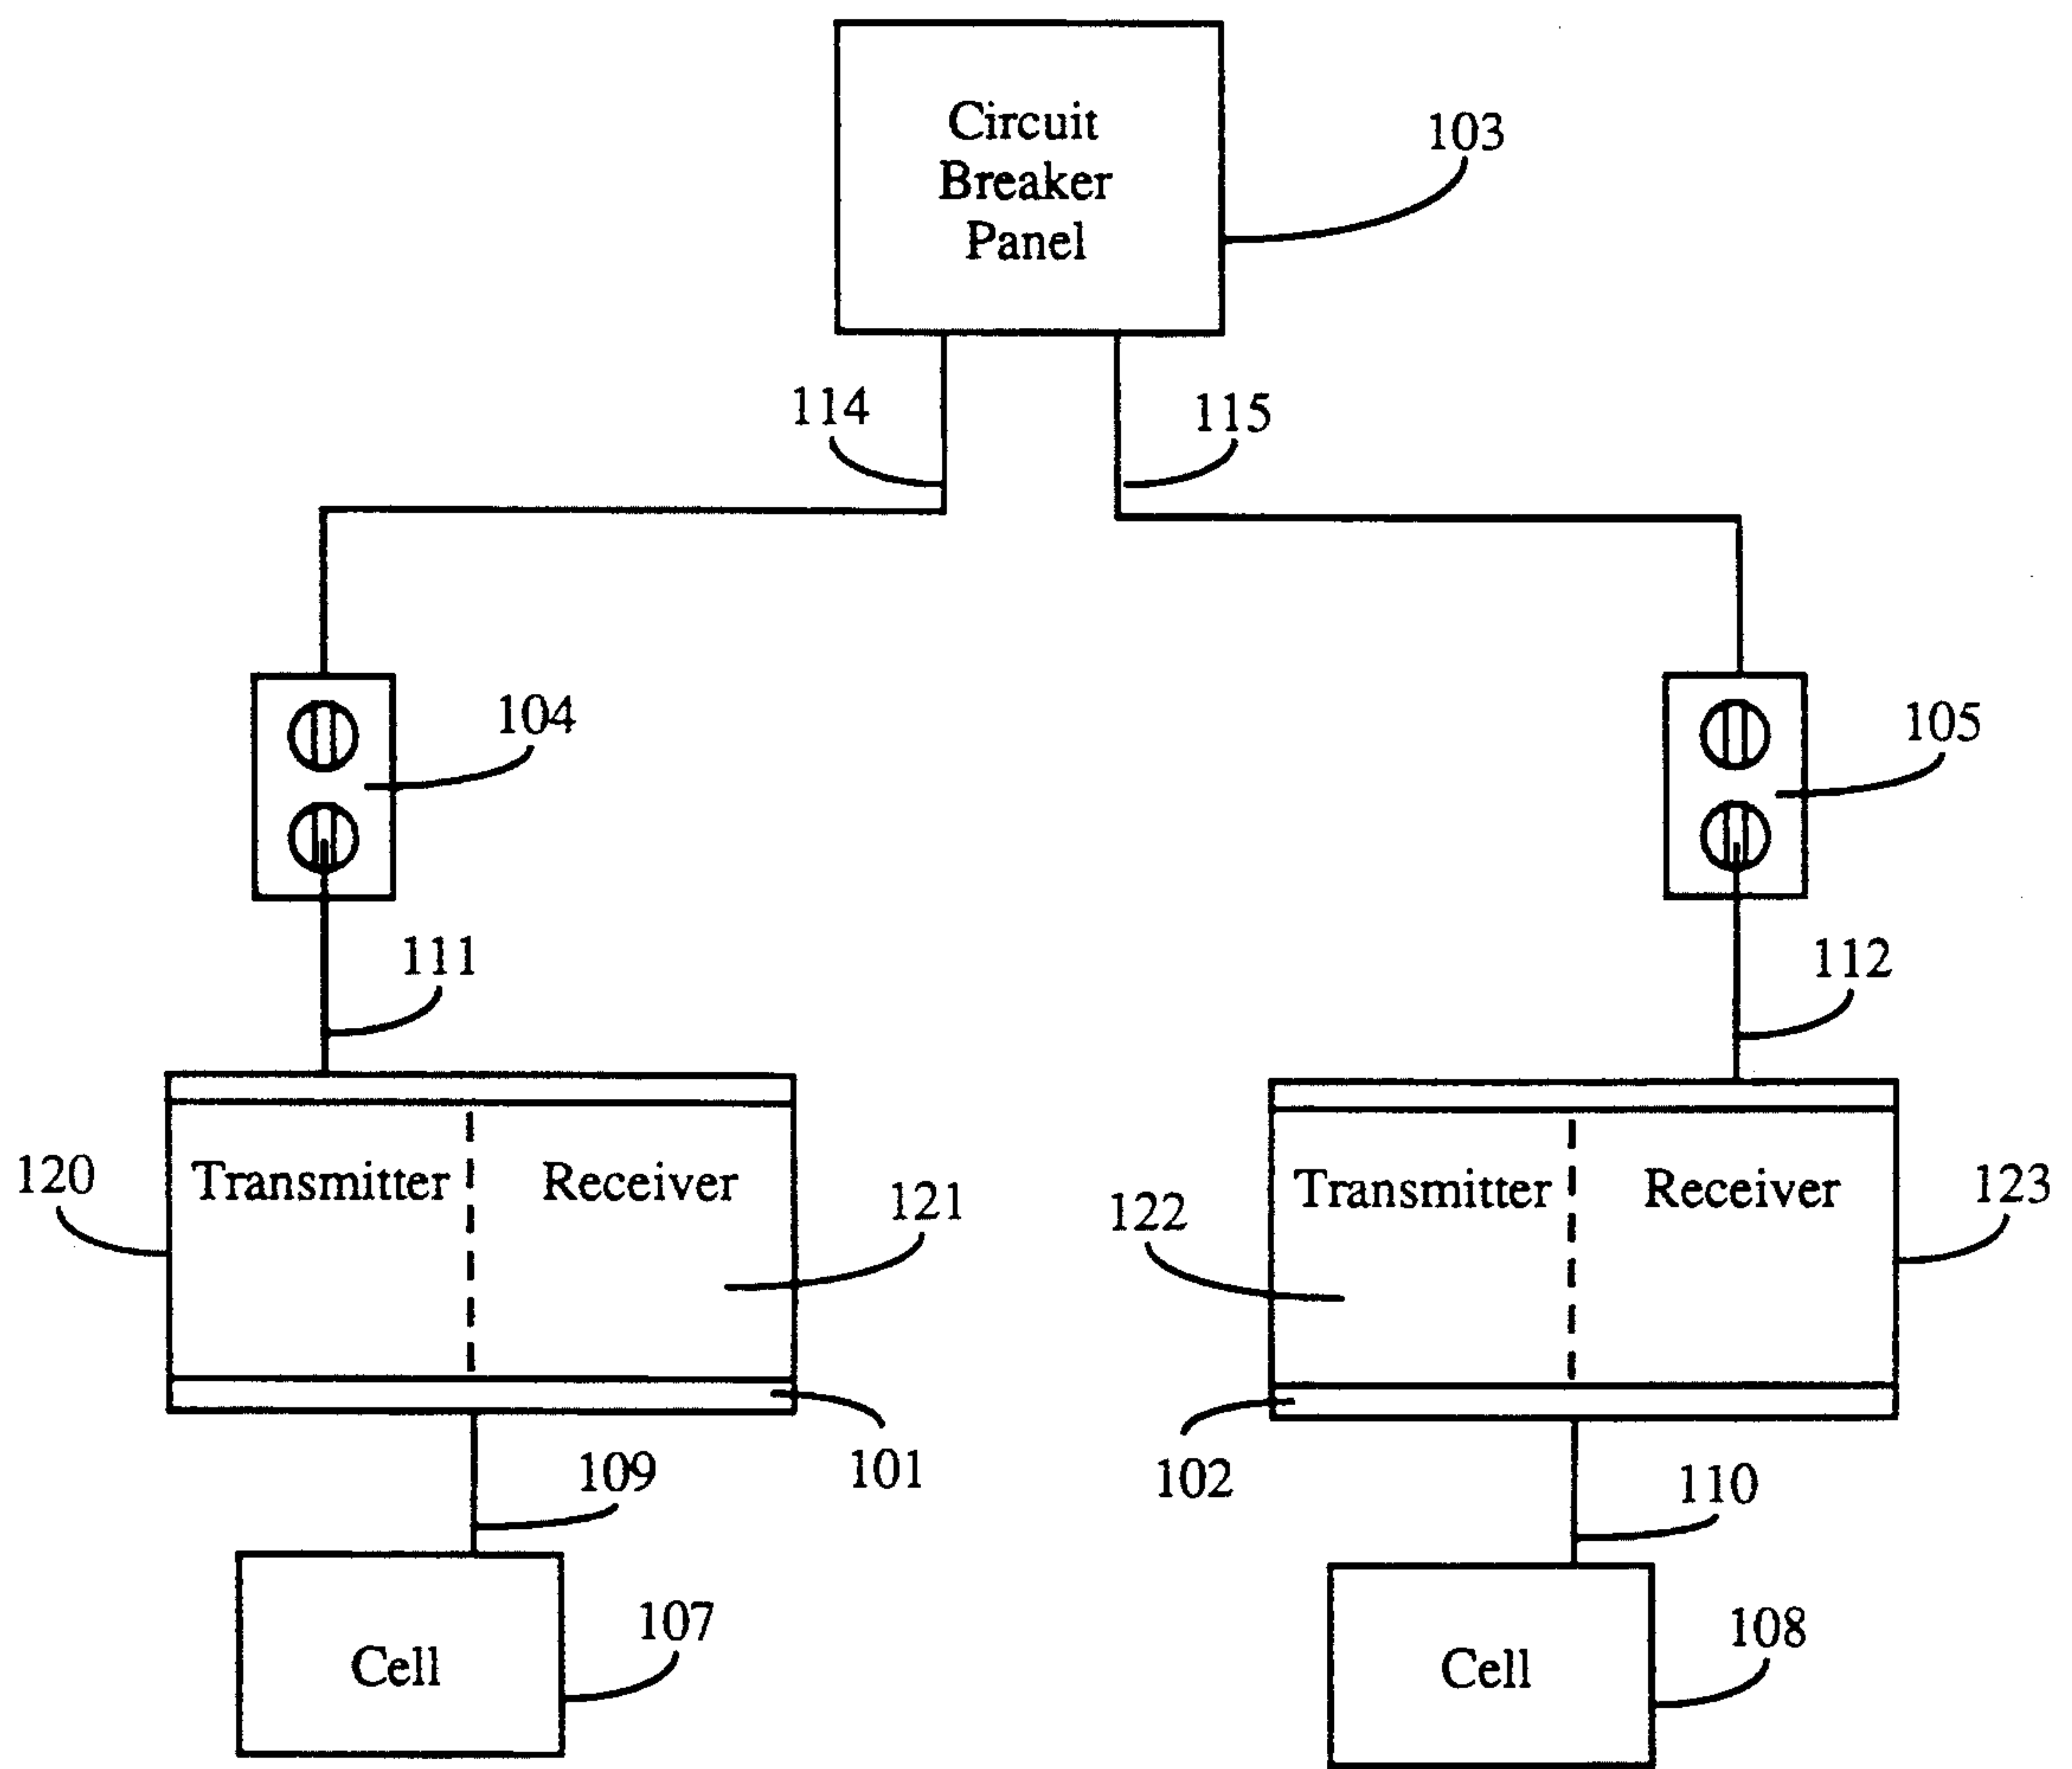 Circuit
Breaker
Panel
103
114
115
104
105
111
112
120
Transmitter
Receiver
121
122
Transmitter
Receiver
123
101
102
109
110
Cell
107
Cell
108